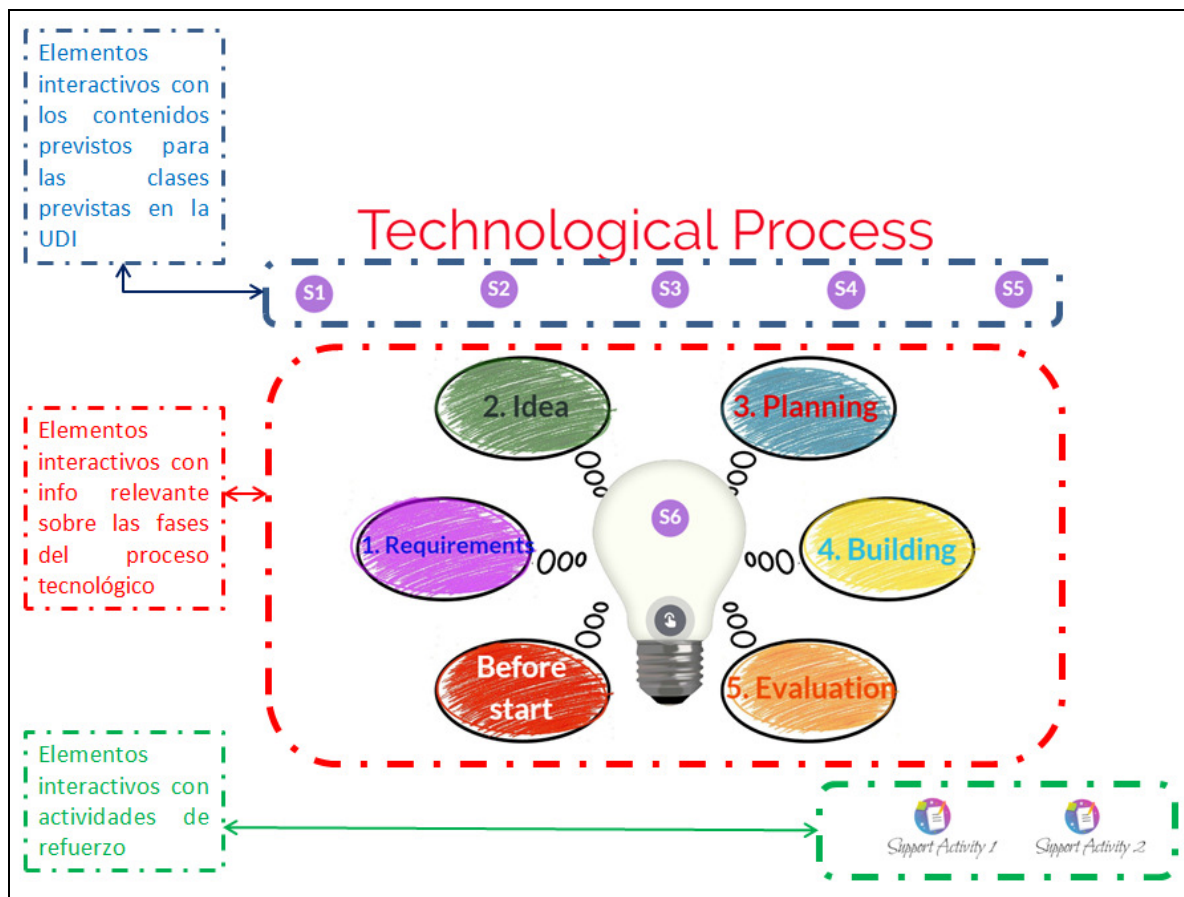 Elementos
interactivos con
los contenidos
previstos para
las clases
previstas en la
UDI
Technological Process
S1 S2 S3 S4 S5
Elementos
interactivos con
info relevante
sobre las fases
del proceso
tecnológico
2. Idea
3. Planning
S6
1. Requirements
4. Building
Before
start
5. Evaluation
Elementos
interactivos con
actividades de
refuerzo
Support Activity 1
Support Activity 2